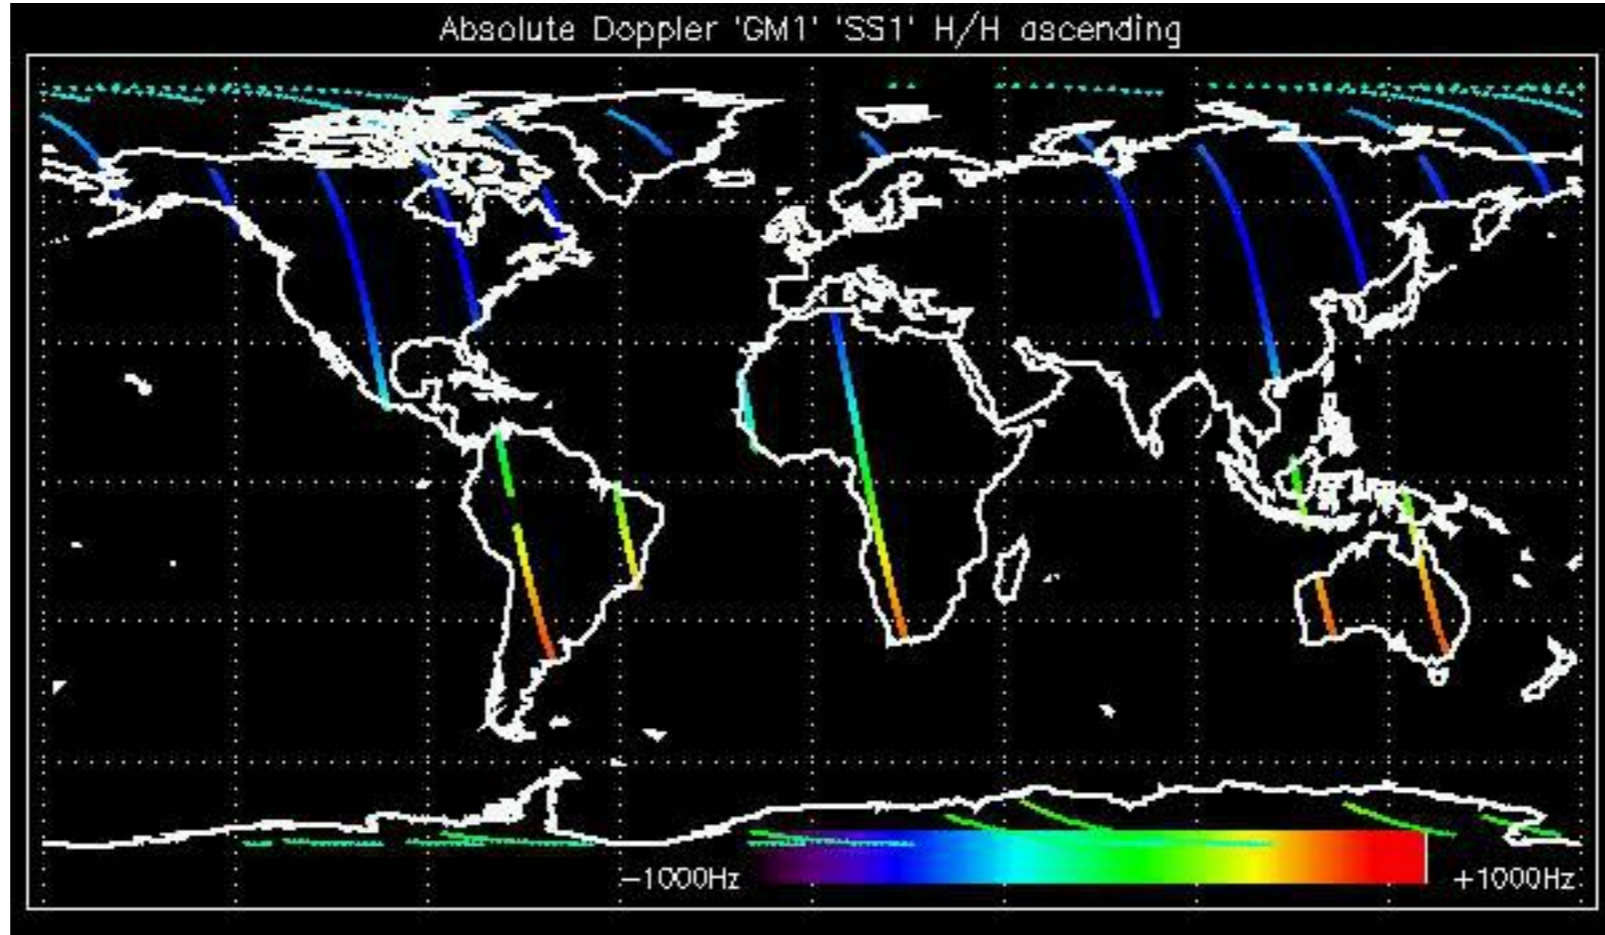 Absolute Doppler 'GM1' 'SS1' H/H ascending
−1000Hz +1000Hz